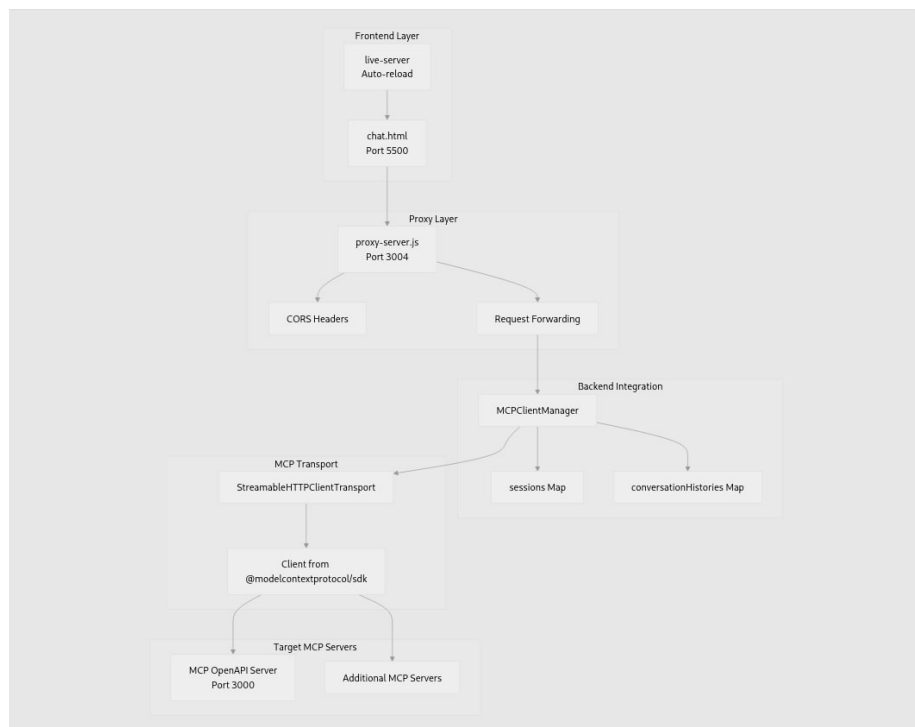 Frontend Layer
live-server
Auto-reload
chat.html
Port 5500
Proxy Layer
proxy-server.js
Port 3004
CORS Headers
Request Forwarding
Backend Integration
MCPClientManager
MCP Transport
StreamableHTTPClientTransport
sessions Map
conversationHistories Map
Client from
@modelcontextprotocol/sdk
Target MCP Servers
MCP OpenAPI Server
Port 3000
Additional MCP Servers